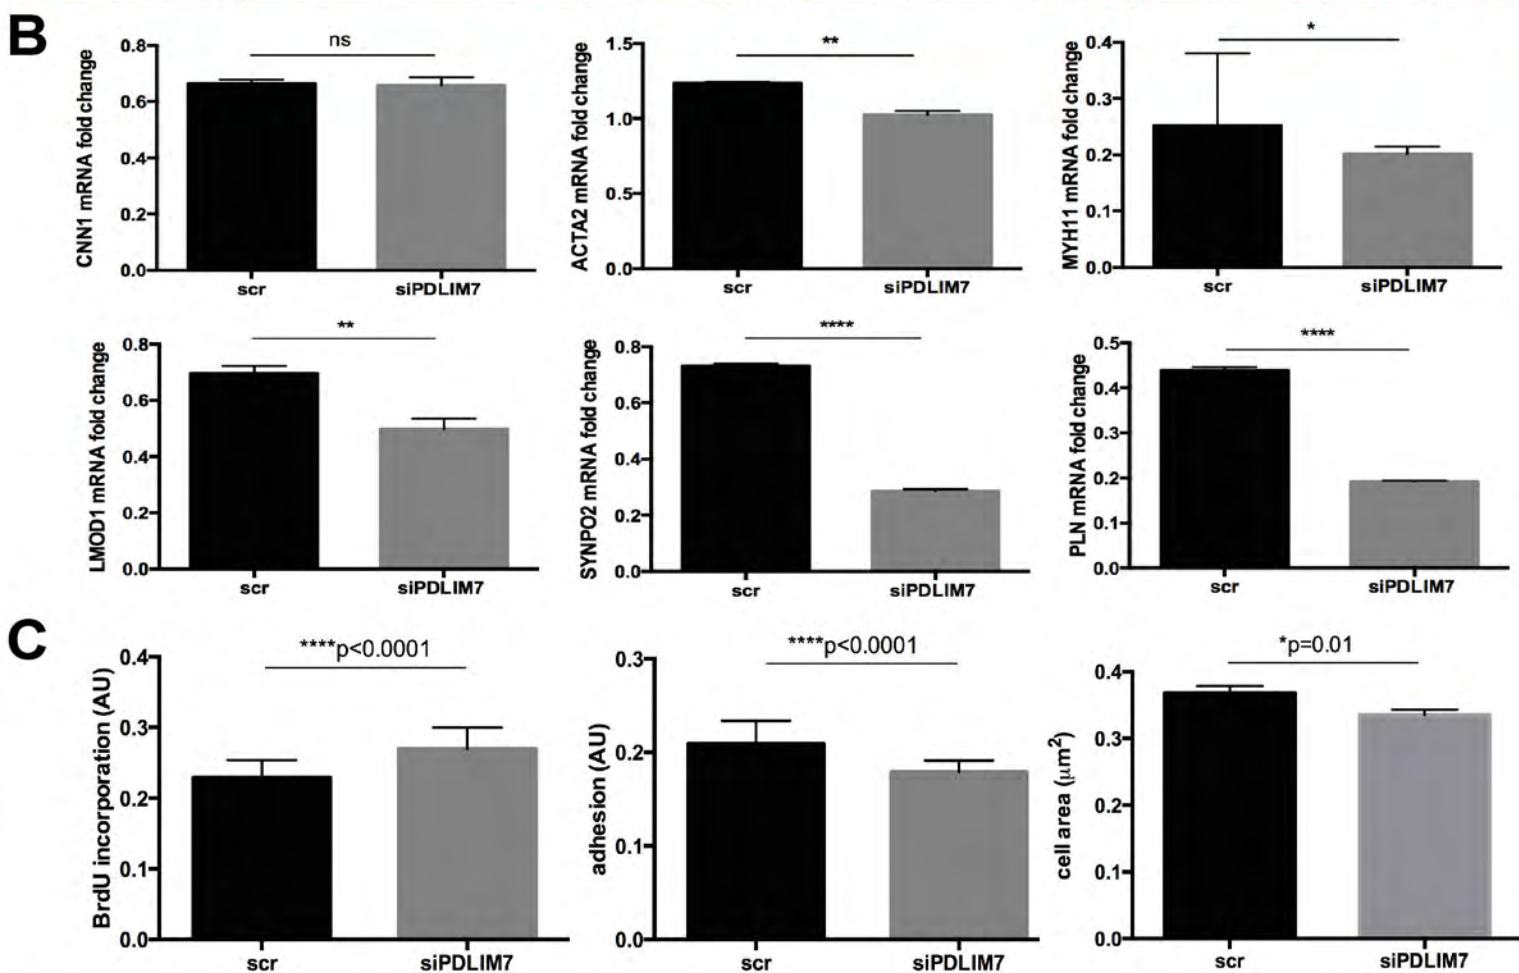 B
CNN1 mRNA fold change
0.8
0.6
0.4
0.2
0.0
ns
scr siPDLIM7
ACTA2 mRNA fold change
1.5
1.0
0.5
0.0
**
scr siPDLIM7
MYH11 mRNA fold change
0.4
0.3
0.2
0.1
0.0
*
scr siPDLIM7
LMOD1 mRNA fold change
0.8
0.6
0.4
0.2
0.0
**
scr siPDLIM7
SYNPO2 mRNA fold change
0.8
0.6
0.4
0.2
0.0
****
scr siPDLIM7
PLN mRNA fold change
0.5
0.4
0.3
0.2
0.1
0.0
****
scr siPDLIM7
C
BrdU incorporation (AU)
0.4
0.3
0.2
0.1
0.0
****p<0.0001
scr siPDLIM7
adhesion (AU)
0.3
0.2
0.1
0.0
****p<0.0001
scr siPDLIM7
cell area (μm²)
0.4
0.3
0.2
0.1
0.0
*p=0.01
scr siPDLIM7